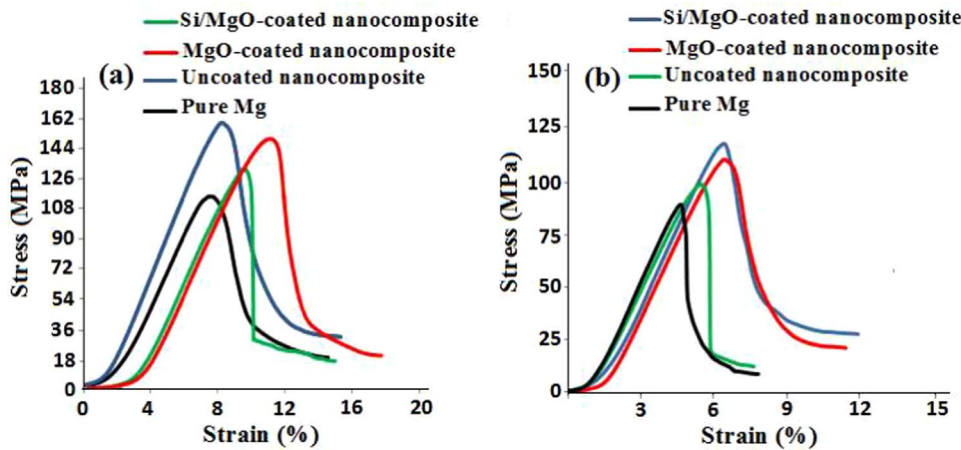 Si/MgO-coated nanocomposite
MgO-coated nanocomposite
Uncoated nanocomposite
Pure Mg
(a)
180
162
144
126
108
90
72
54
36
18
0
Stress (MPa)
0 4 8 12 16 20
Strain (%)
Si/MgO-coated nanocomposite
MgO-coated nanocomposite
Uncoated nanocomposite
Pure Mg
(b)
150
125
100
75
50
25
0
Stress (MPa)
3 6 9 12 15
Strain (%)